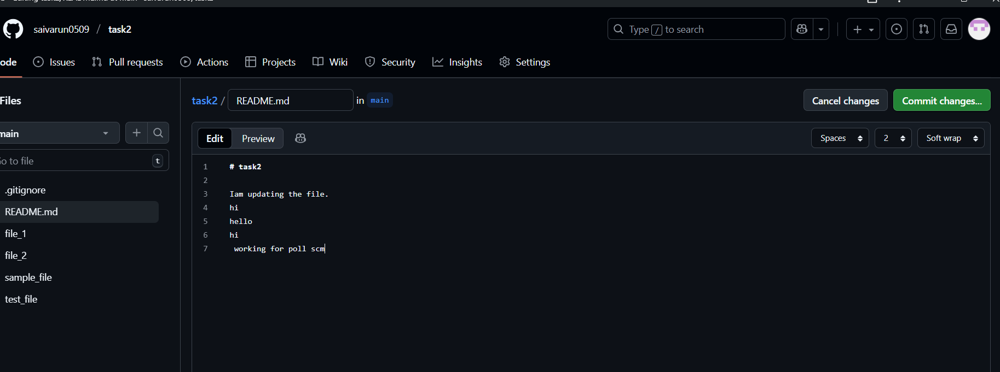 saivarun0509 / task2
Type / to search
ode Issues Pull requests Actions Projects Wiki Security Insights Settings
Files
task2 / README.md in main
Cancel changes Commit changes...
main
Edit Preview
Spaces 2 Soft wrap
o to file t
.gitignore
README.md
file_1
file_2
sample_file
test_file
1 # task2
2
3 Iam updating the file.
4 hi
5 hello
6 hi
7 working for poll scm